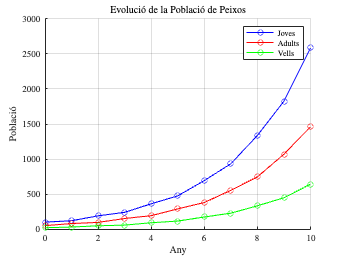 Evolució de la Població de Peixos
3000
2500
2000
1500
1000
500
0
Població
0 2 4 6 8 10
Any
Joves
Adults
Vells